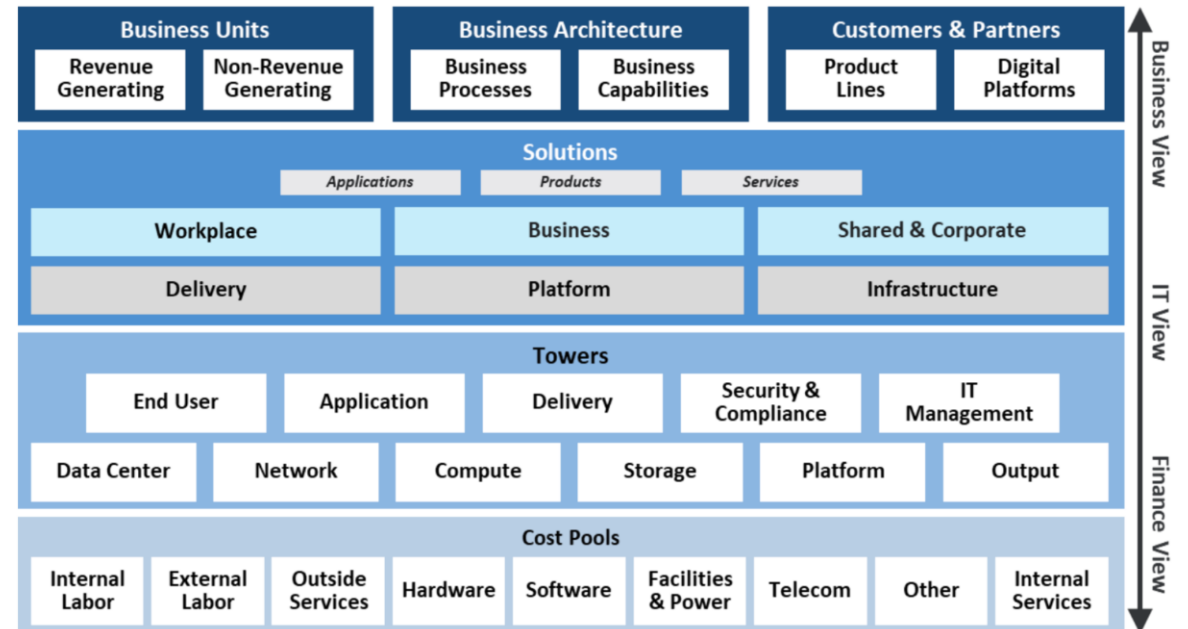 Business Units
Business Architecture
Customers & Partners
Revenue
Generating
Non-Revenue
Generating
Business
Processes
Business
Capabilities
Product
Lines
Digital
Platforms
Business View
Solutions
Applications
Products
Services
Workplace
Business
Shared & Corporate
Delivery
Platform
Infrastructure
IT View
Towers
End User
Application
Delivery
Security &
Compliance
IT
Management
Data Center
Network
Compute
Storage
Platform
Output
Finance View
Cost Pools
Internal
Labor
External
Labor
Outside
Services
Hardware
Software
Facilities
& Power
Telecom
Other
Internal
Services